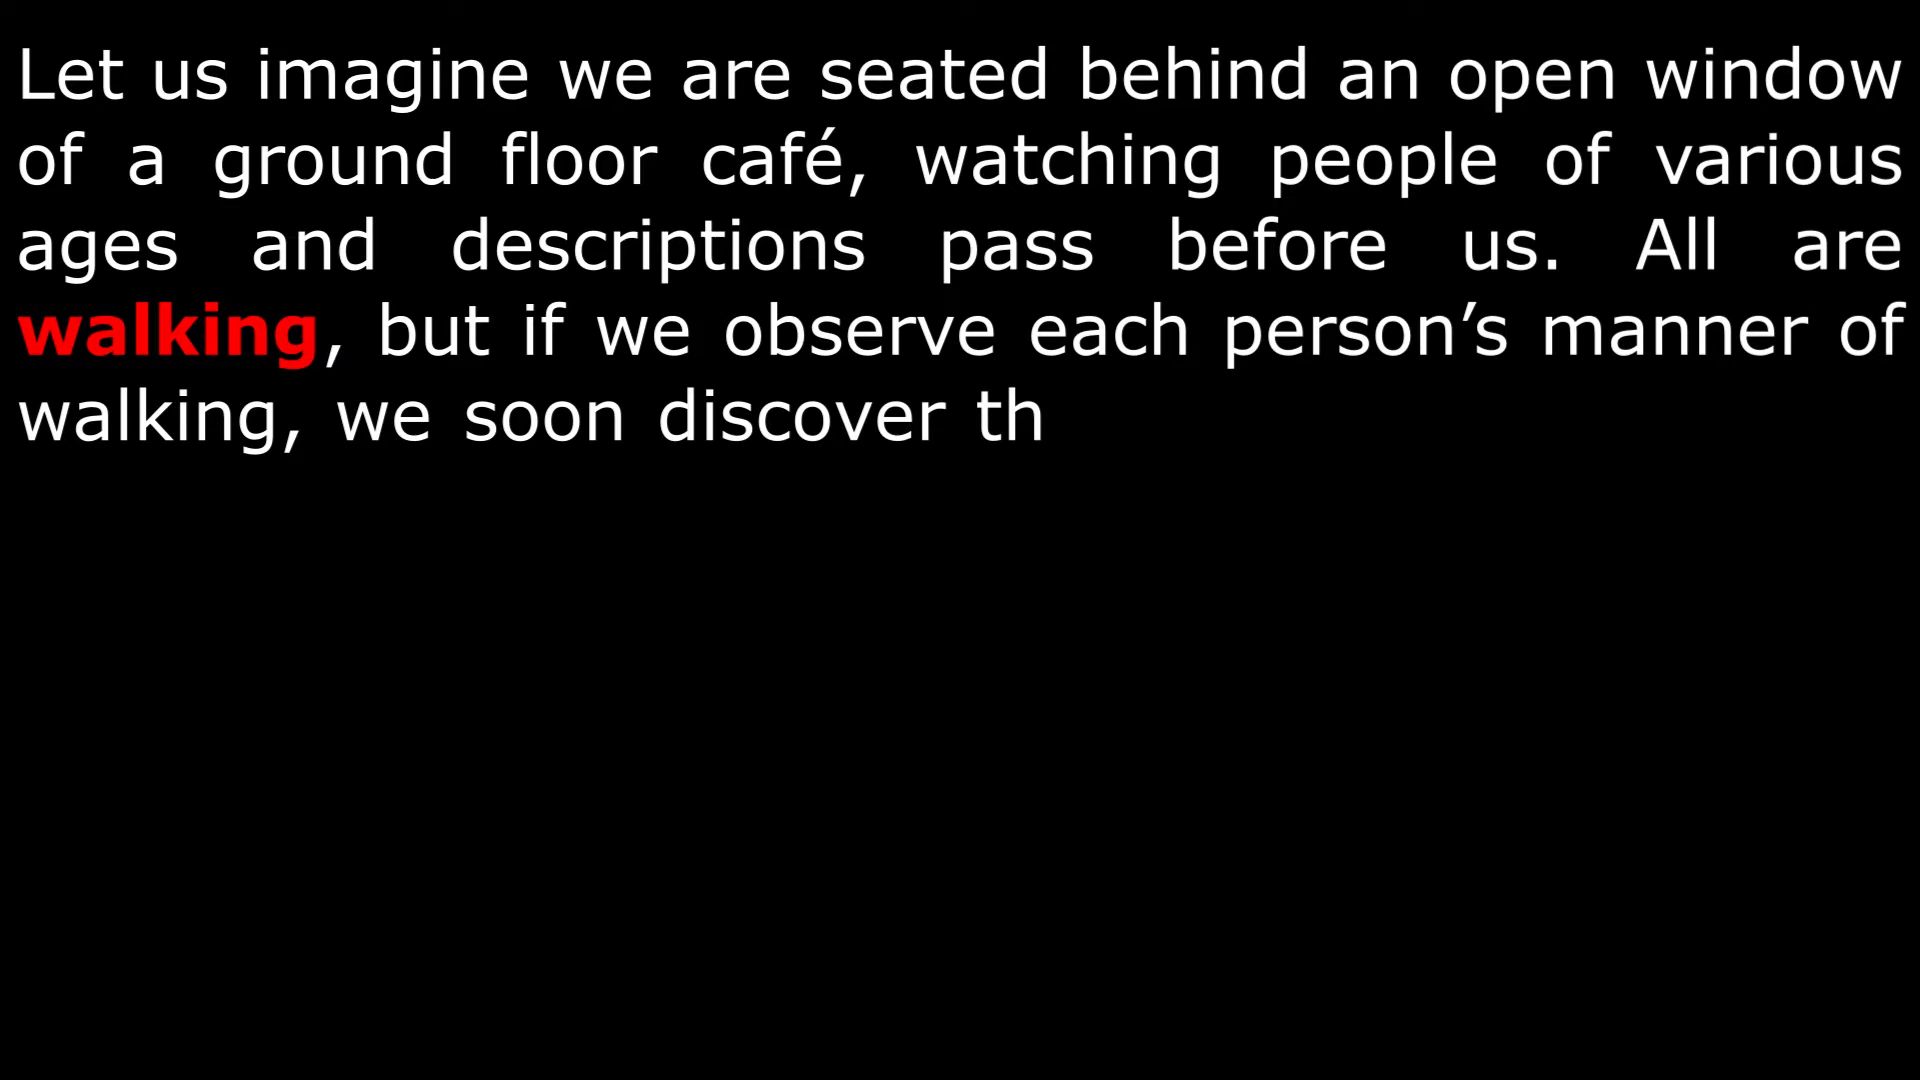 Let us imagine we are seated behind an open window
of a ground floor café, watching people of various
ages and descriptions pass before us. All are
walking, but if we observe each person’s manner of
walking, we soon discover th